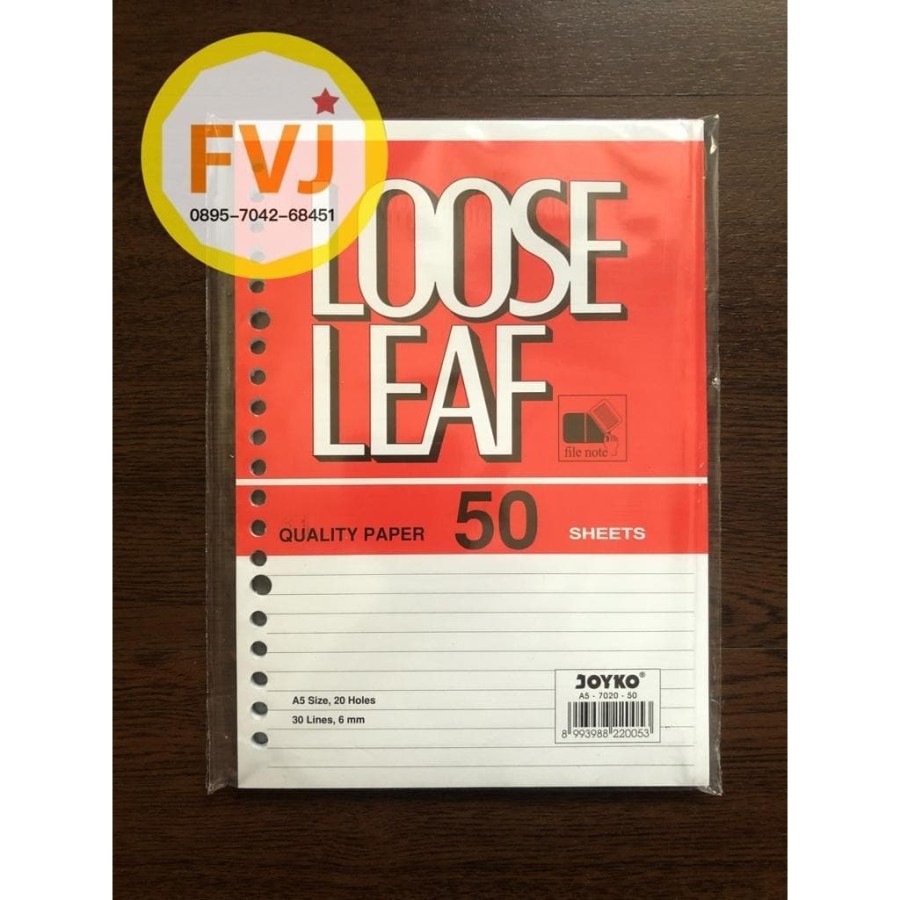 FVJ
0895-7042-68451
LOOSE
LEAF
file note
QUALITY PAPER 50 SHEETS
A5 Size, 20 Holes
30 Lines, 6 mm
JOYKO®
A5 - 7020 - 50
8 993988 220053